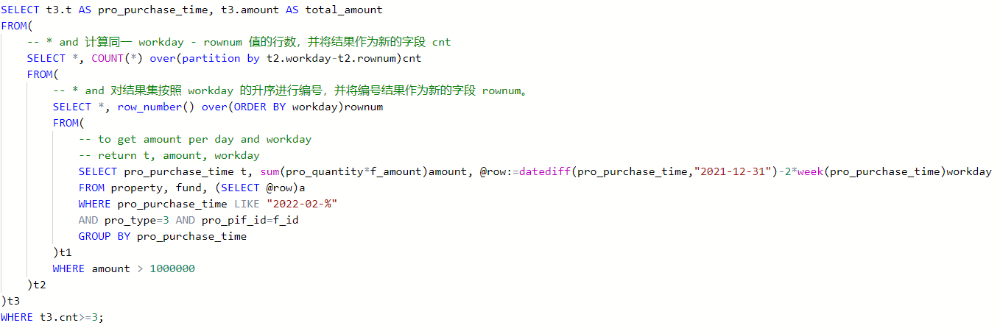 SELECT t3.t AS pro_purchase_time, t3.amount AS total_amount
FROM(
-- * and 计算同一 workday - rownum 值的行数，并将结果作为新的字段 cnt
SELECT *, COUNT(*) over(partition by t2.workday-t2.rownum)cnt
FROM(
-- * and 对结果集按照 workday 的升序进行编号，并将编号结果作为新的字段 rownum。
SELECT *, row_number() over(ORDER BY workday)rownum
FROM(
-- to get amount per day and workday
-- return t, amount, workday
SELECT pro_purchase_time t, sum(pro_quantity*f_amount)amount, @row:=datediff(pro_purchase_time,"2021-12-31")-2*week(pro_purchase_time)workday
FROM property, fund, (SELECT @row)a
WHERE pro_purchase_time LIKE "2022-02-%"
AND pro_type=3 AND pro_pif_id=f_id
GROUP BY pro_purchase_time
)t1
WHERE amount > 1000000
)t2
)t3
WHERE t3.cnt>=3;